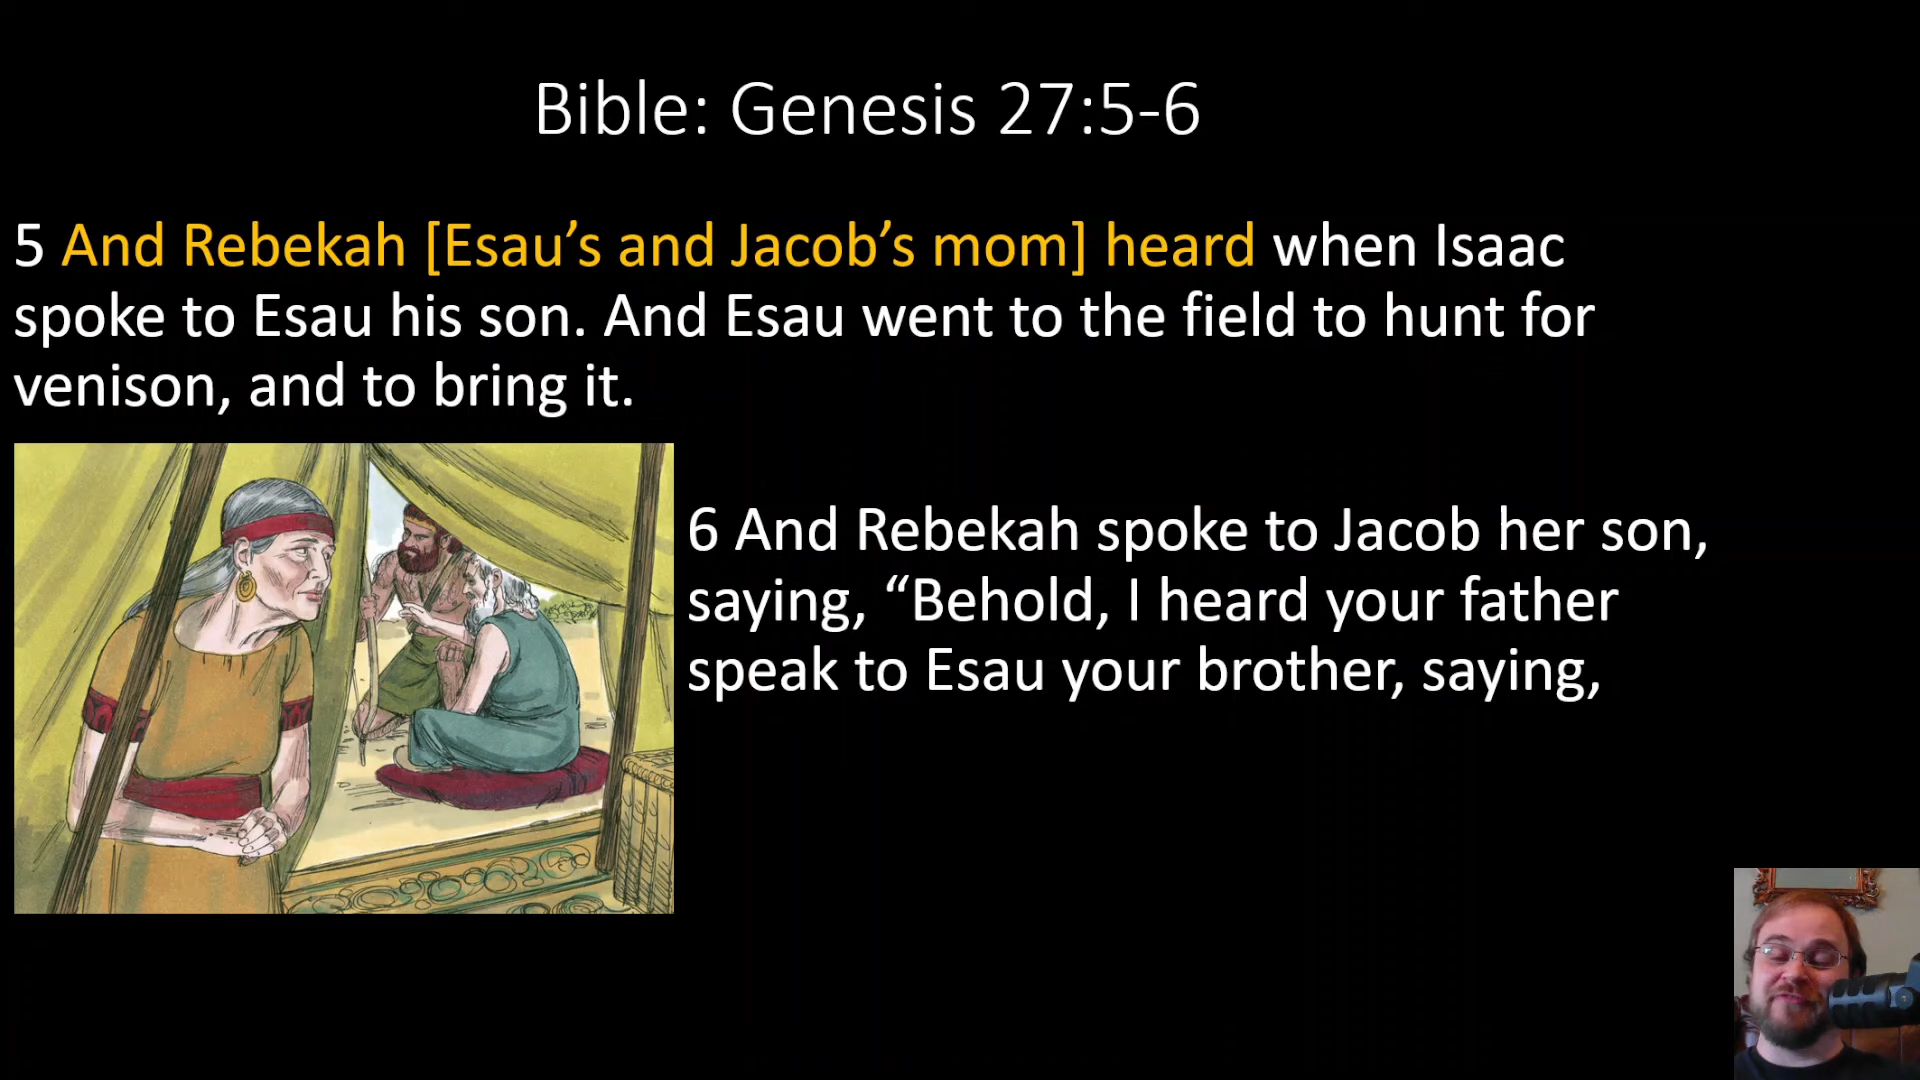 Bible: Genesis 27:5-6
5 And Rebekah [Esau’s and Jacob’s mom] heard when Isaac
spoke to Esau his son. And Esau went to the field to hunt for
venison, and to bring it.
6 And Rebekah spoke to Jacob her son,
saying, “Behold, I heard your father
speak to Esau your brother, saying,